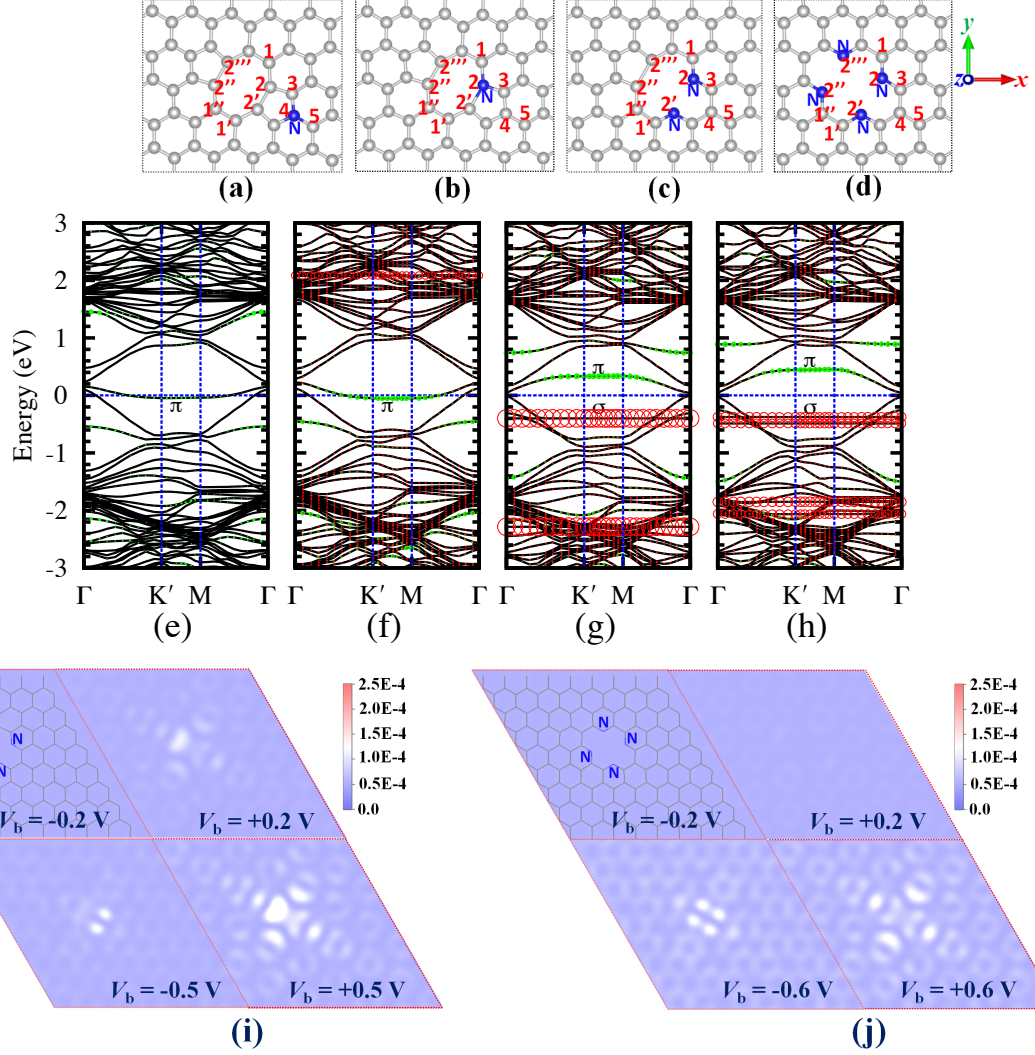 1
2'''
2
3
2''
2'
4
5
1''
N
1'
(a)
1
2'''
2
3
2''
N
2'
1''
4
5
1'
(b)
1
2'''
2
3
N
2''
2'
1''
N
4
5
1'
(c)
N
1
2'''
2
3
N
2''
N
2'
1''
N
4
5
1'
(d)
y
z
x
Energy (eV)
3
2
1
0
-1
-2
-3
π
Γ K' M Γ
(e)
π
Γ K' M Γ
(f)
π
σ
Γ K' M Γ
(g)
π
σ
Γ K' M Γ
(h)
N
N
Vb = -0.2 V
Vb = +0.2 V
Vb = -0.5 V
Vb = +0.5 V
2.5E-4
2.0E-4
1.5E-4
1.0E-4
0.5E-4
0.0
(i)
N
N
N
N
Vb = -0.2 V
Vb = +0.2 V
Vb = -0.6 V
Vb = +0.6 V
2.5E-4
2.0E-4
1.5E-4
1.0E-4
0.5E-4
0.0
(j)